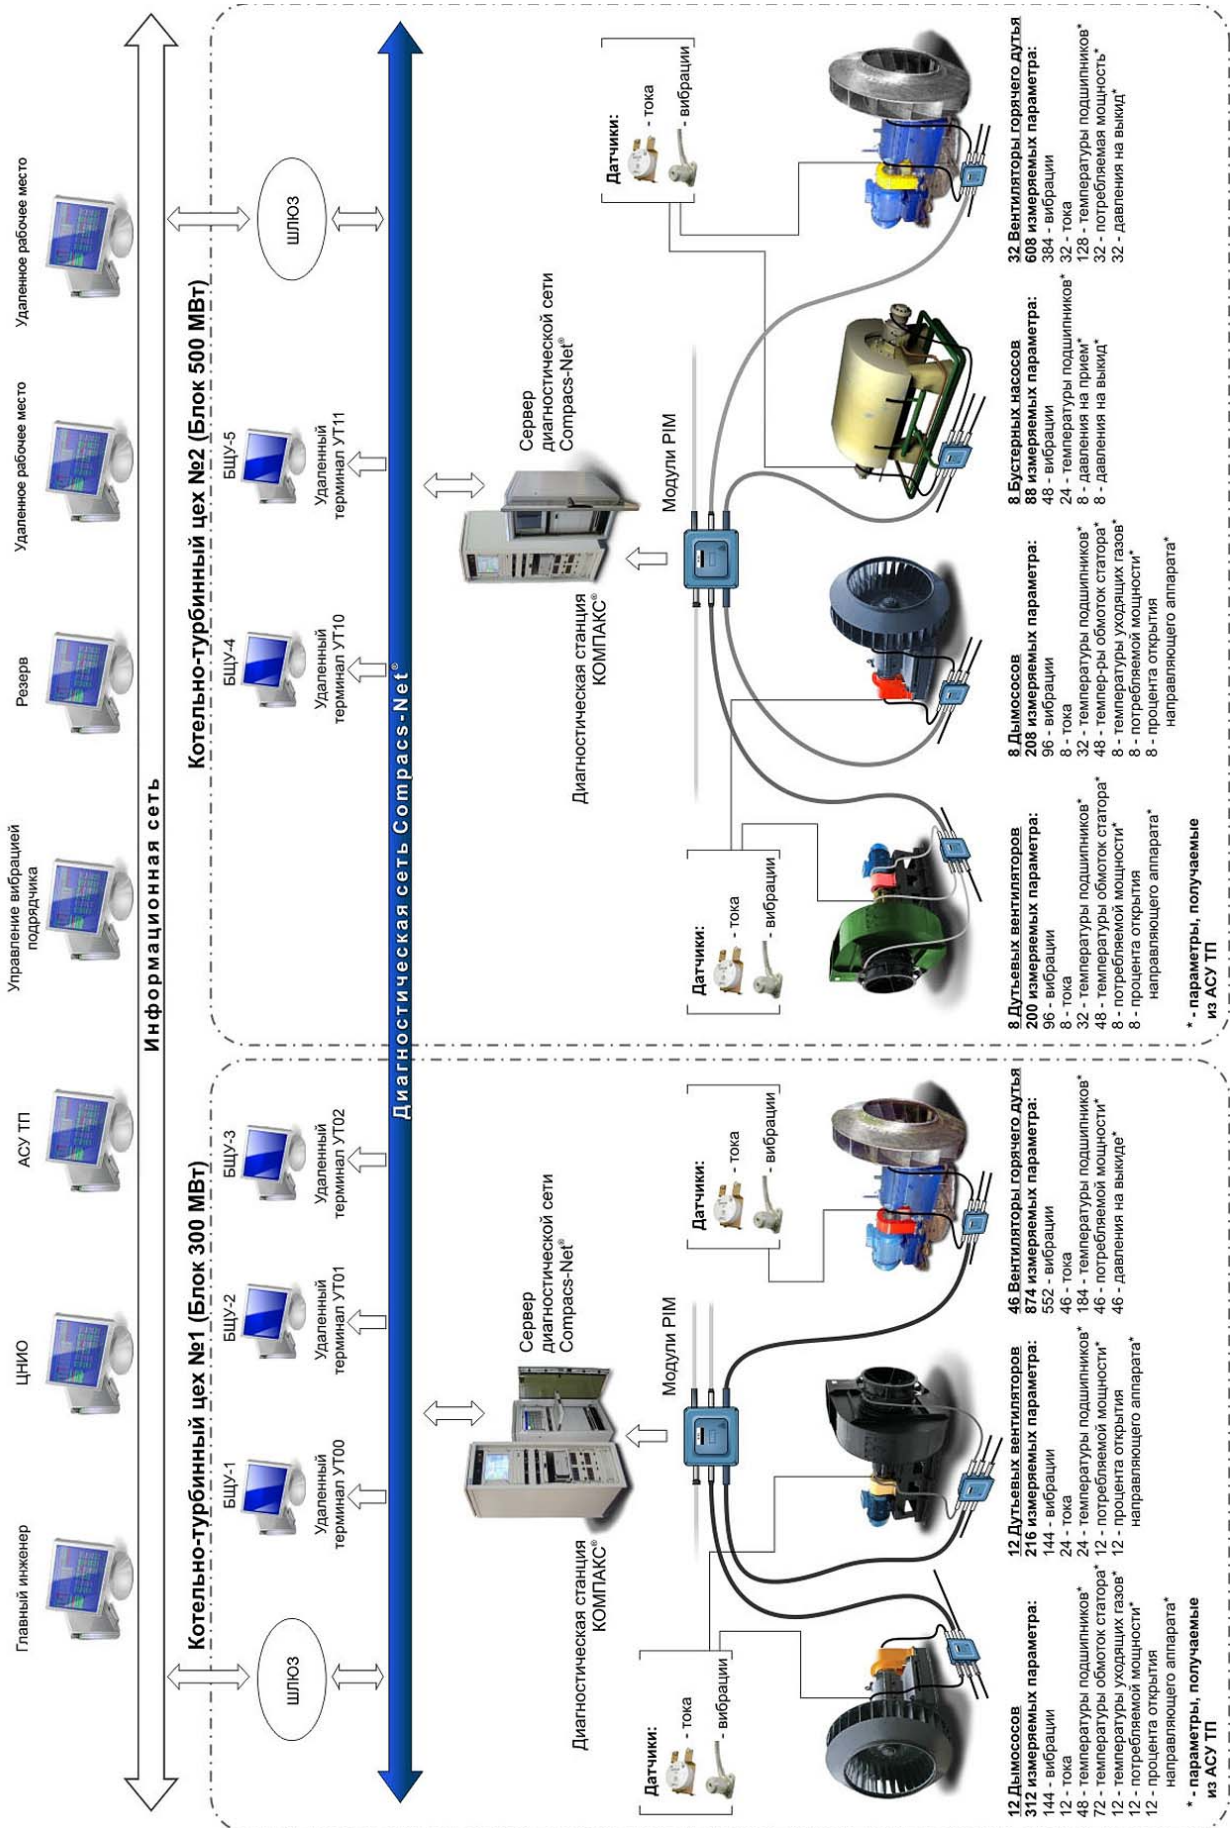 Главный инженер
ЦНИО
АСУ ТП
Управление вибрацией
подрядчика
Резерв
Удаленное рабочее место
Удаленное рабочее место
Информационная сеть
Котельно-турбинный цех №1 (Блок 300 МВт)
Котельно-турбинный цех №2 (Блок 500 МВт)
ШЛЮЗ
БЩУ-1
Удаленный
терминал УТ00
БЩУ-2
Удаленный
терминал УТ01
БЩУ-3
Удаленный
терминал УТ02
БЩУ-4
Удаленный
терминал УТ10
БЩУ-5
Удаленный
терминал УТ11
ШЛЮЗ
Диагностическая сеть Compacs-Net®
Сервер
диагностической сети
Compacs-Net®
Диагностическая станция
КОМПАКС®
Модули PIM
Датчики:
- тока
- вибрации
Датчики:
- тока
- вибрации
12 Дымососов
312 измеряемых параметра:
144 - вибрации
12 - тока
48 - температуры подшипников*
72 - температуры обмоток статора*
12 - температуры уходящих газов*
12 - потребляемой мощности*
12 - процента открытия
направляющего аппарата*
* - параметры, получаемые
из АСУ ТП
12 Дутьевых вентиляторов
216 измеряемых параметра:
144 - вибрации
24 - тока
24 - температуры подшипников*
12 - потребляемой мощности*
12 - процента открытия
направляющего аппарата*
46 Вентиляторы горячего дутья
874 измеряемых параметра:
552 - вибрации
46 - тока
184 - температуры подшипников*
46 - потребляемой мощности*
46 - давления на выкиде*
Сервер
диагностической сети
Compacs-Net®
Диагностическая станция
КОМПАКС®
Модули PIM
Датчики:
- тока
- вибрации
Датчики:
- тока
- вибрации
8 Дутьевых вентиляторов
200 измеряемых параметра:
96 - вибрации
8 - тока
32 - температуры подшипников*
48 - температуры обмоток статора*
8 - потребляемой мощности*
8 - процента открытия
направляющего аппарата*
* - параметры, получаемые
из АСУ ТП
8 Дымососов
208 измеряемых параметра:
96 - вибрации
8 - тока
32 - температуры подшипников*
48 - темпер-ры обмоток статора*
8 - температуры уходящих газов*
8 - потребляемой мощности*
8 - процента открытия
направляющего аппарата*
8 Бустерных насосов
88 измеряемых параметра:
48 - вибрации
24 - температуры подшипников*
8 - давления на прием*
8 - давления на выкид*
32 Вентиляторы горячего дутья
608 измеряемых параметра:
384 - вибрации
32 - тока
128 - температуры подшипников*
32 - потребляемая мощность*
32 - давления на выкид*